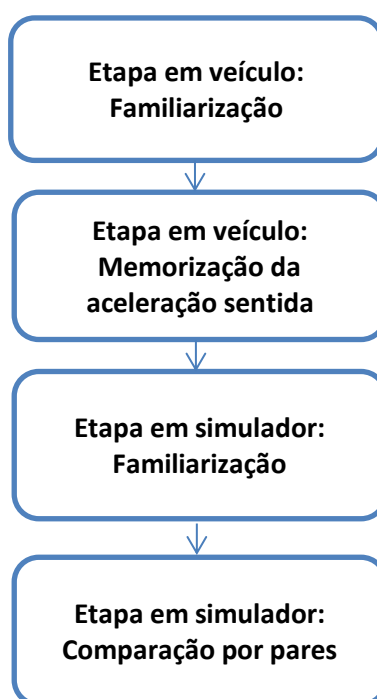 Etapa em veículo:
Familiarização
Etapa em veículo:
Memorização da
aceleração sentida
Etapa em simulador:
Familiarização
Etapa em simulador:
Comparação por pares